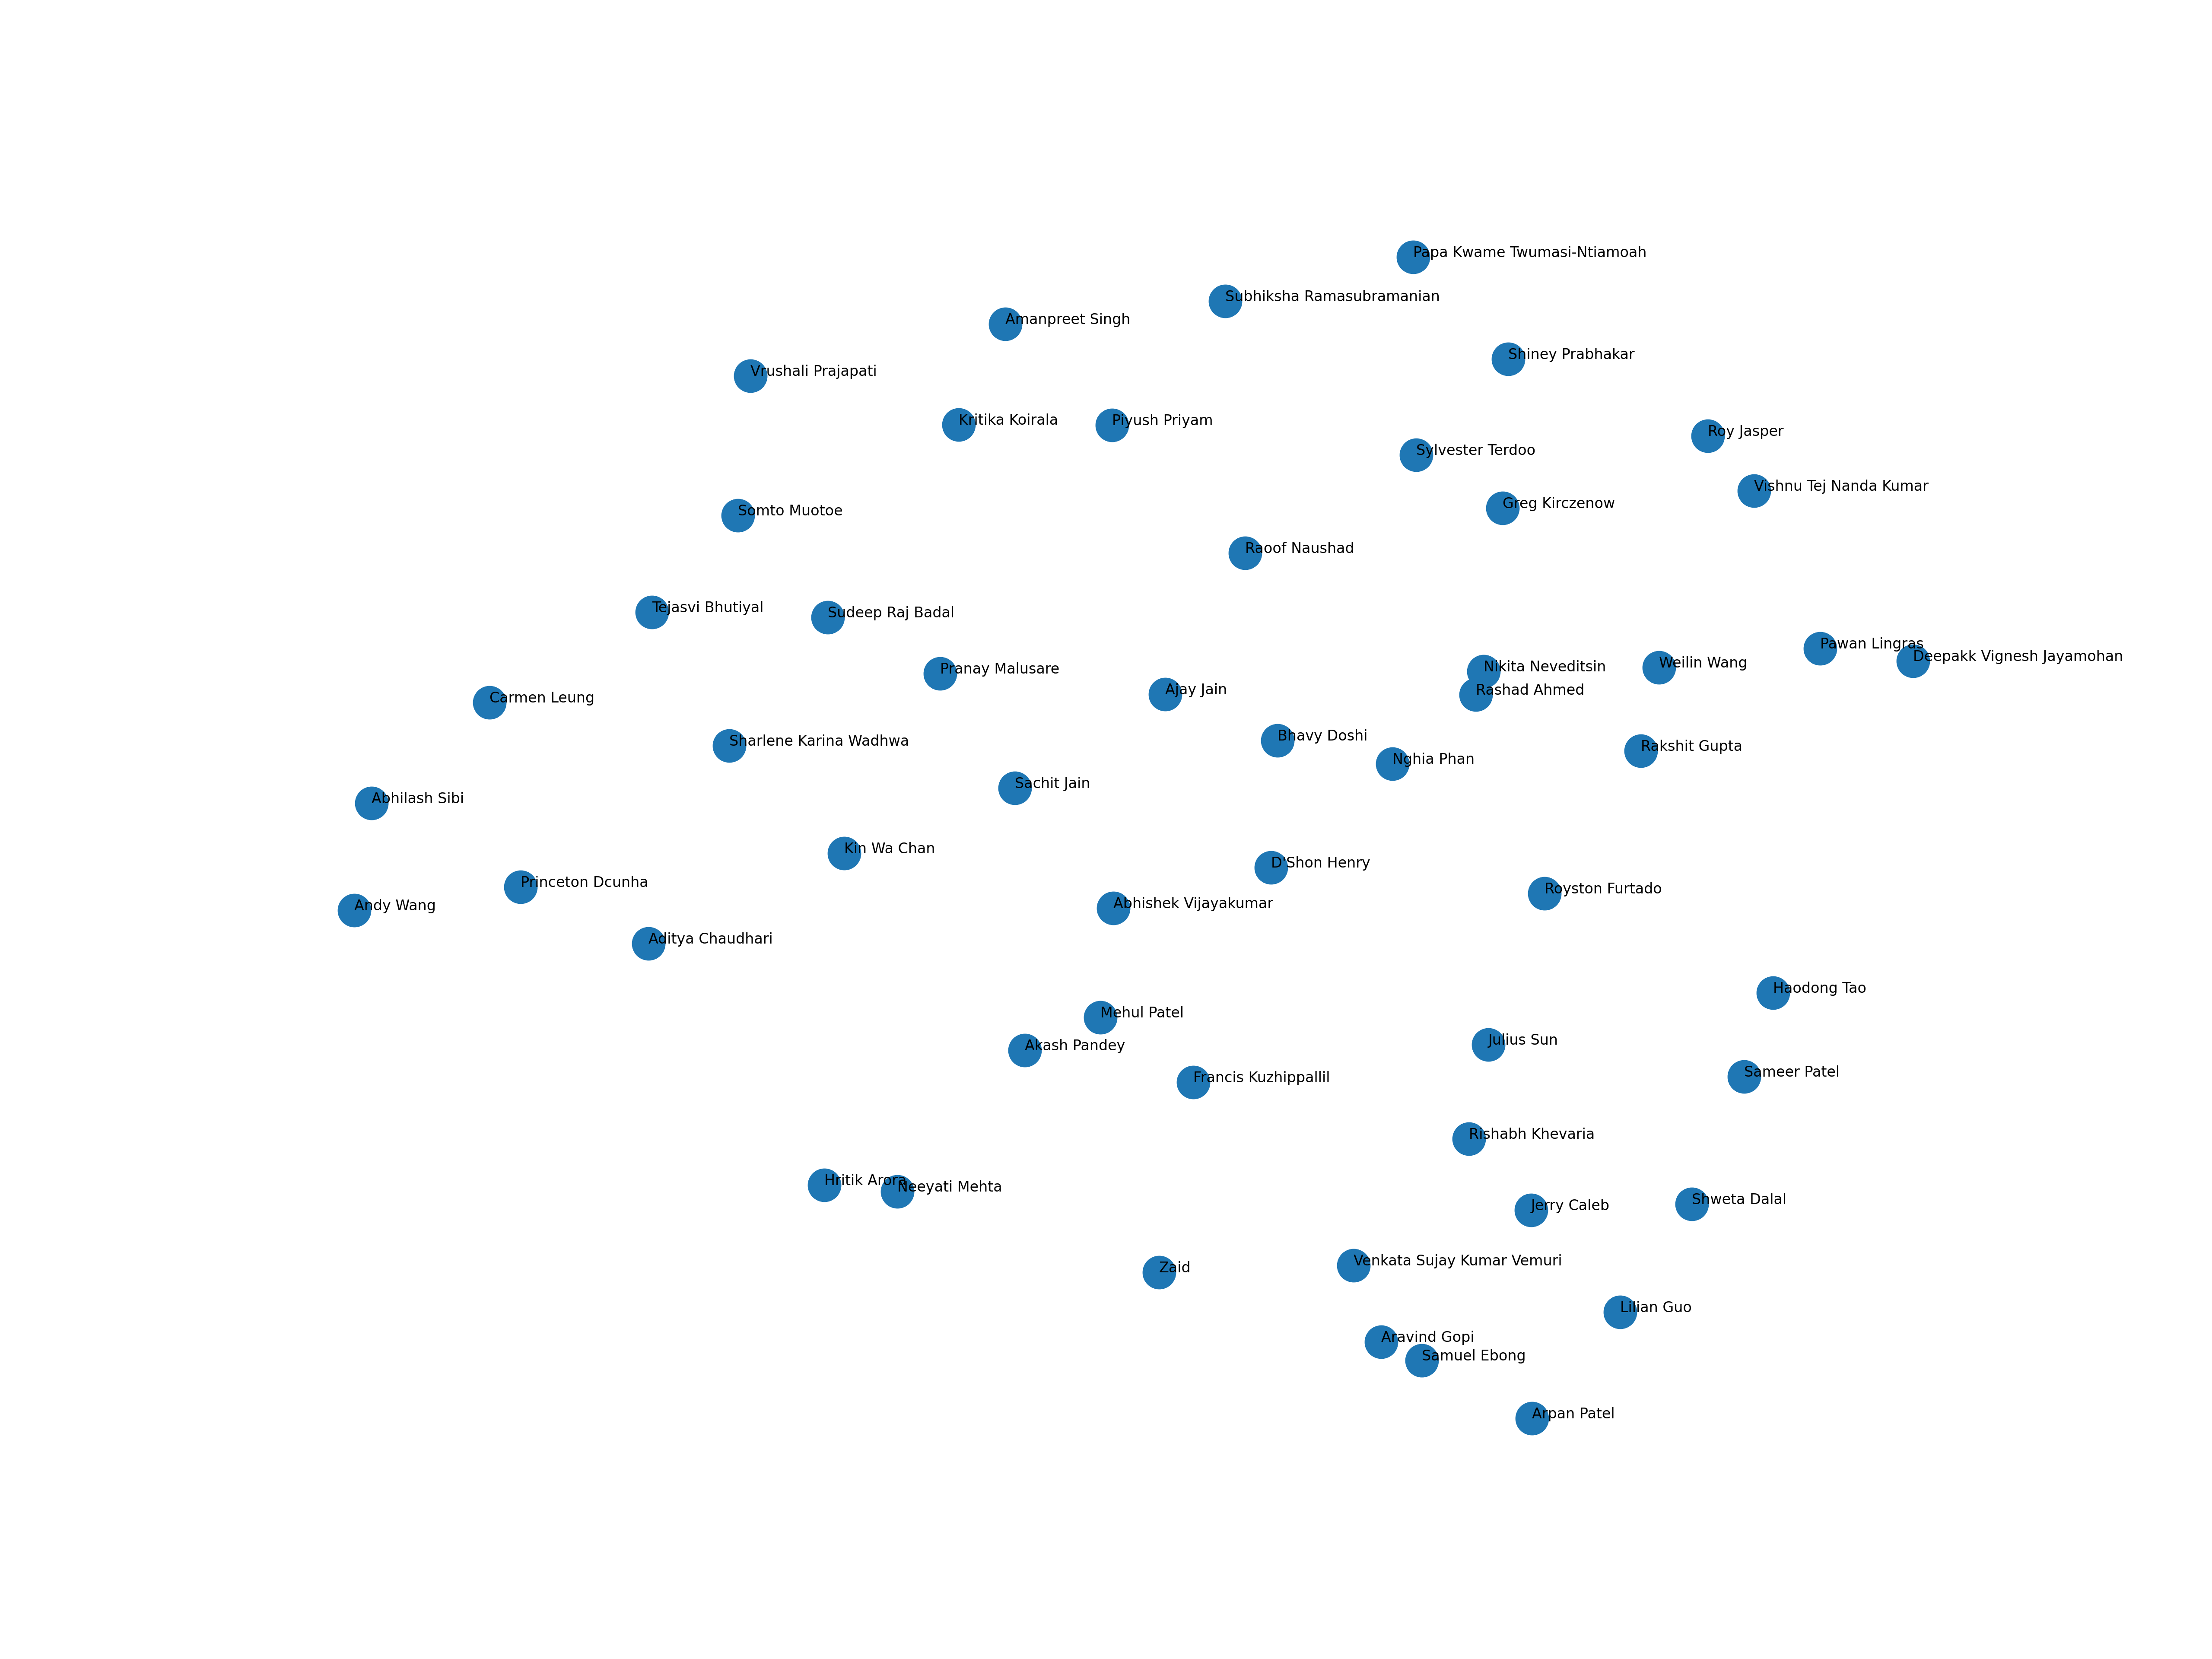 Papa Kwame Twumasi-Ntiamoah
Subhiksha Ramasubramanian
Amanpreet Singh
Shiney Prabhakar
Vrushali Prajapati
Kritika Koirala
Piyush Priyam
Roy Jasper
Sylvester Terdoo
Vishnu Tej Nanda Kumar
Greg Kirczenow
Somto Muotoe
Raoof Naushad
Tejasvi Bhutiyal
Sudeep Raj Badal
Pawan Lingras
Deepakk Vignesh Jayamohan
Nikita Neveditsin
Weilin Wang
Pranay Malusare
Ajay Jain
Rashad Ahmed
Carmen Leung
Bhavy Doshi
Sharlene Karina Wadhwa
Rakshit Gupta
Nghia Phan
Sachit Jain
Abhilash Sibi
Kin Wa Chan
D'Shon Henry
Princeton Dcunha
Royston Furtado
Abhishek Vijayakumar
Andy Wang
Aditya Chaudhari
Haodong Tao
Mehul Patel
Julius Sun
Akash Pandey
Sameer Patel
Francis Kuzhippallil
Rishabh Khevaria
Hritik Arora
Neeyati Mehta
Shweta Dalal
Jerry Caleb
Venkata Sujay Kumar Vemuri
Zaid
Lilian Guo
Aravind Gopi
Samuel Ebong
Arpan Patel